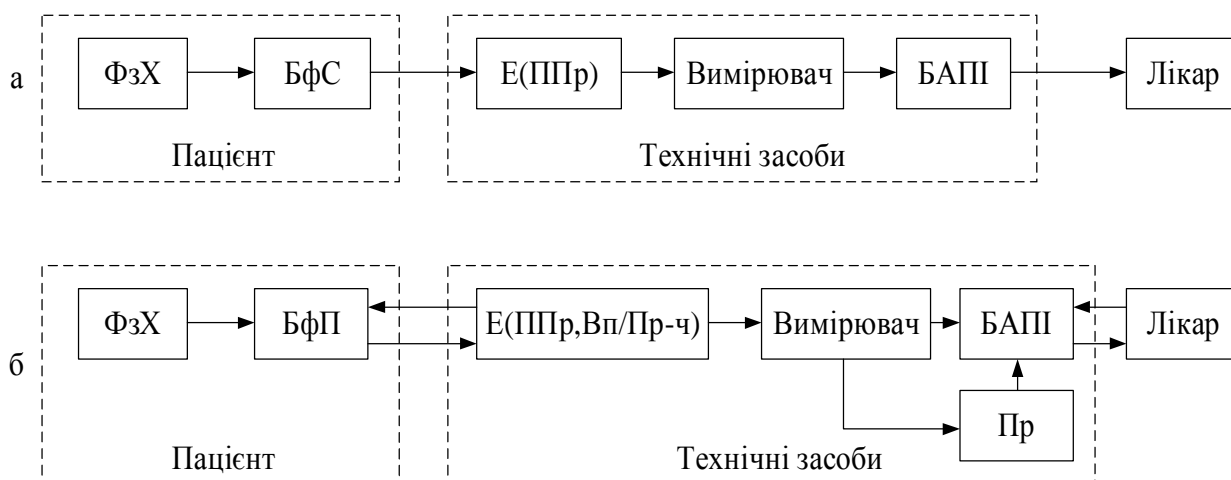 а
ФзХ
БфС
Е(ППр)
Вимірювач
БАПІ
Лікар
Пацієнт
Технічні засоби
б
ФзХ
БфП
Е(ППр,Вп/Пр-ч)
Вимірювач
БАПІ
Лікар
Пр
Пацієнт
Технічні засоби